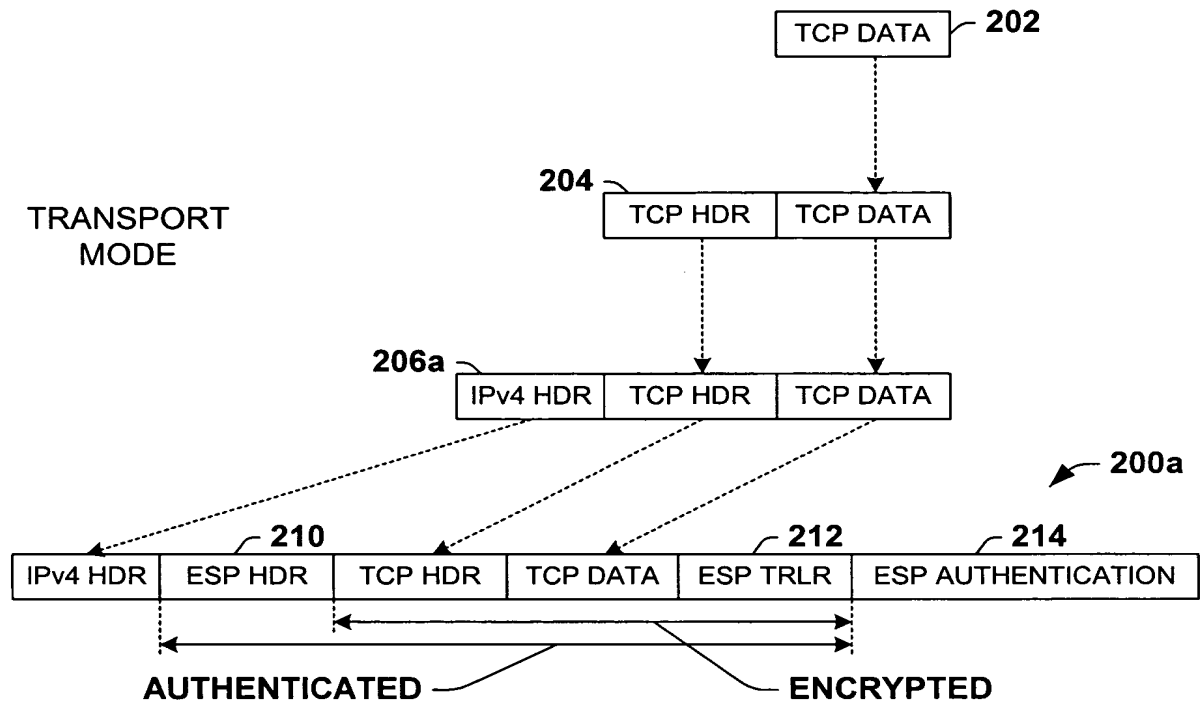 TCP DATA 202
204
TCP HDR TCP DATA
TRANSPORT
MODE
206a
IPv4 HDR TCP HDR TCP DATA
200a
210 212 214
IPv4 HDR ESP HDR TCP HDR TCP DATA ESP TRLR ESP AUTHENTICATION
AUTHENTICATED ENCRYPTED